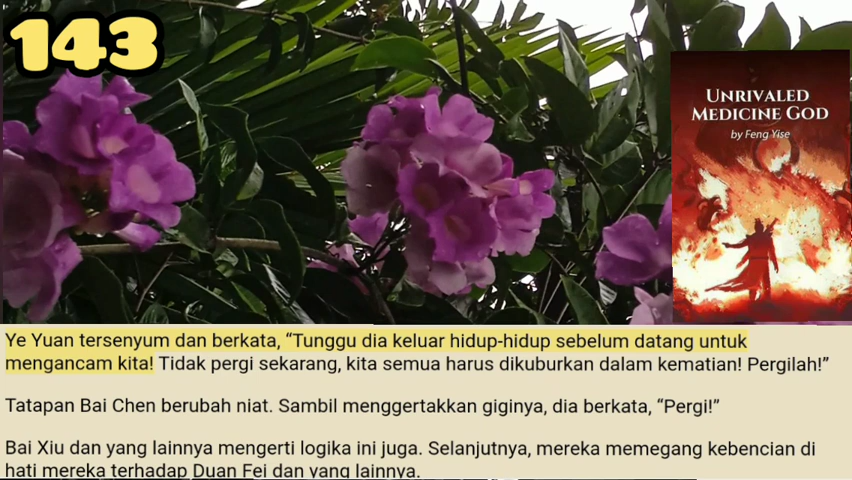 143
UNRIVALED
MEDICINE GOD
by Feng Yise
Ye Yuan tersenyum dan berkata, “Tunggu dia keluar hidup-hidup sebelum datang untuk
mengancam kita! Tidak pergi sekarang, kita semua harus dikuburkan dalam kematian! Pergilah!”
Tatapan Bai Chen berubah niat. Sambil menggertakkan giginya, dia berkata, “Pergi!”
Bai Xiu dan yang lainnya mengerti logika ini juga. Selanjutnya, mereka memegang kebencian di
hati mereka terhadap Duan Fei dan yang lainnya.